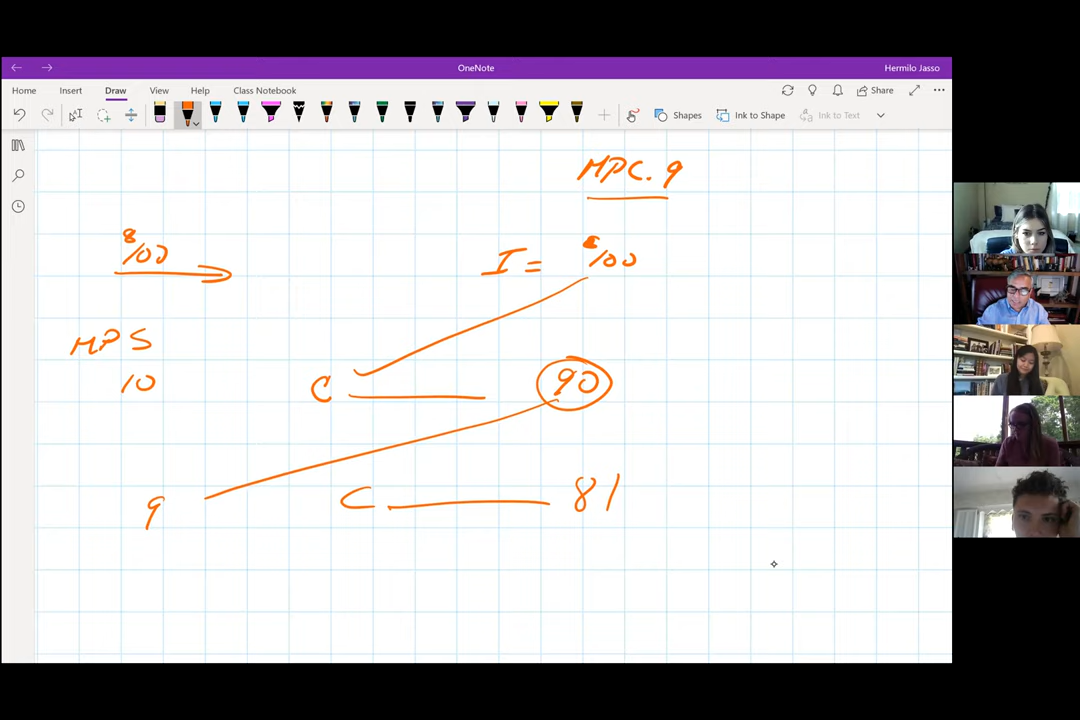 OneNote
Hermilo Jasso
Home Insert Draw View Help Class Notebook
Share
Shapes Ink to Shape Ink to Text
MPC .9
$100
I = $100
MPS
10
C 90
9 C 81